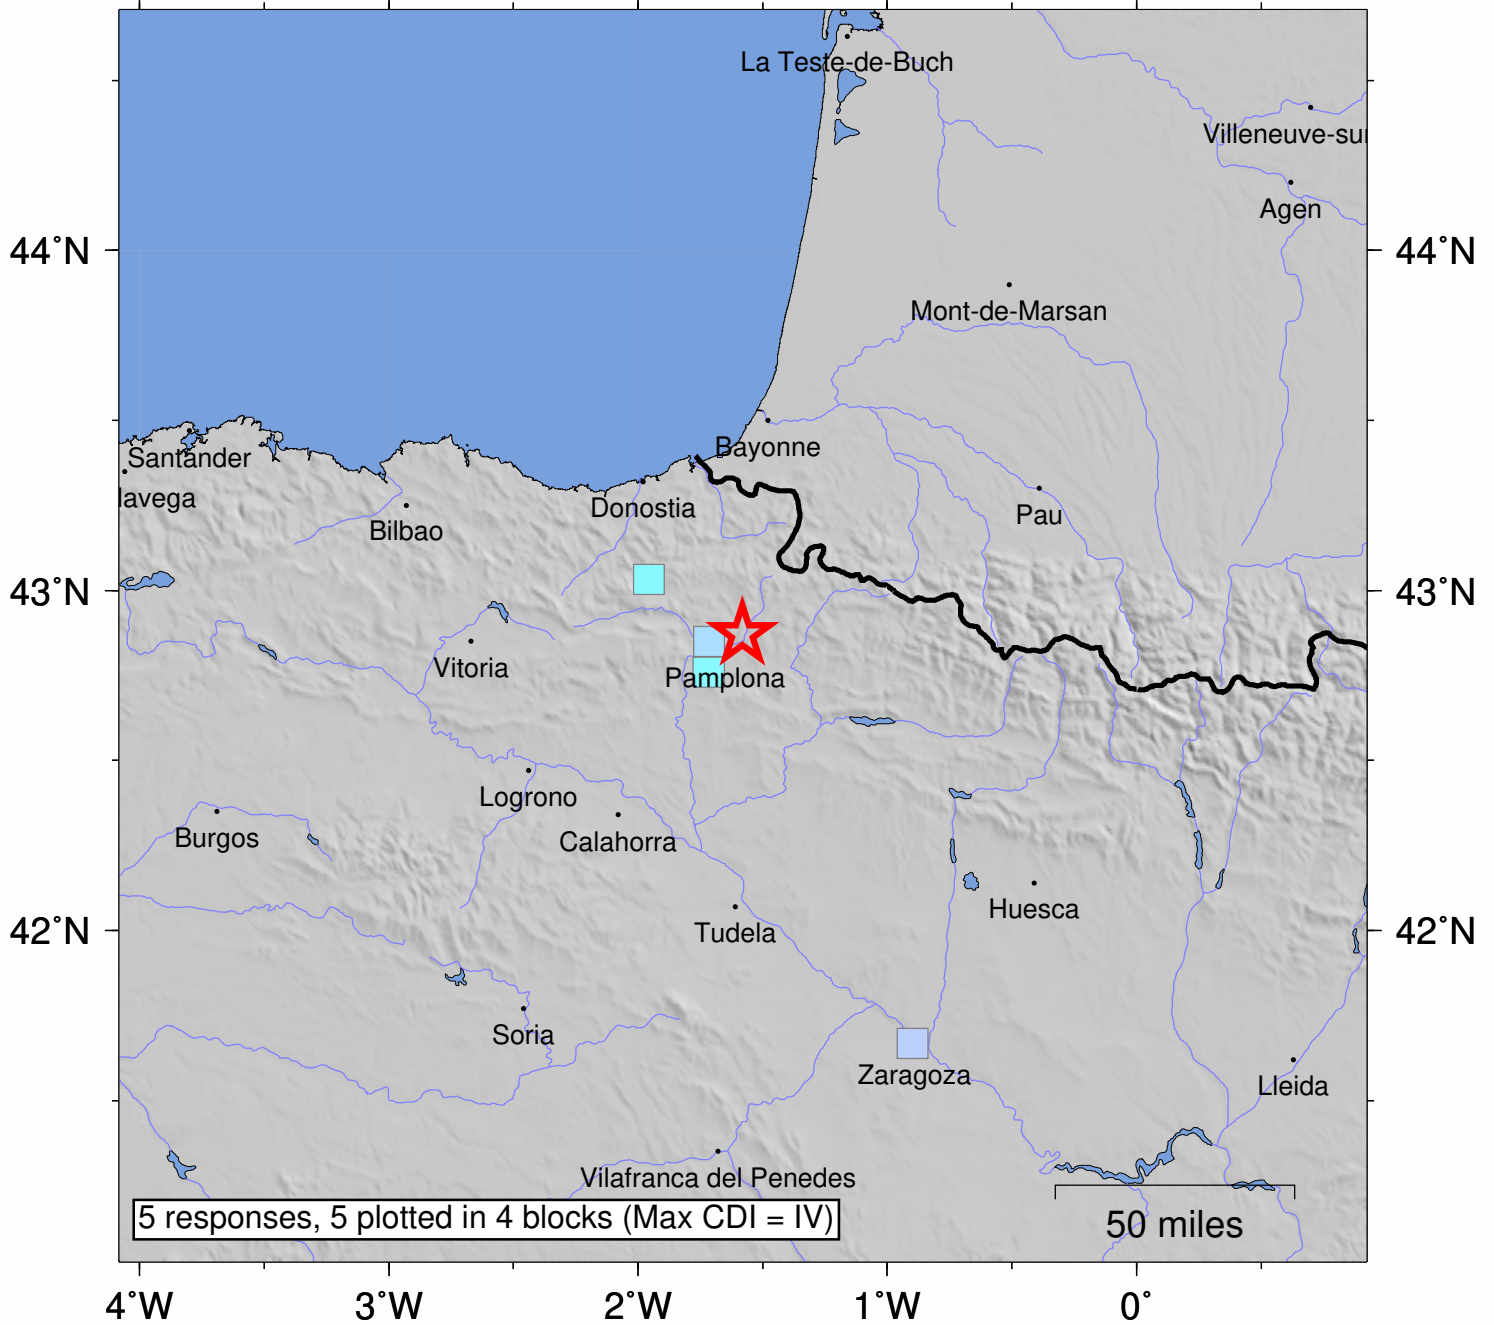 La Teste-de-Buch
Villeneuve-sur
Agen
44°N
44°N
Mont-de-Marsan
Bayonne
Santander
lavega
Donostia
Pau
Bilbao
43°N
43°N
Vitoria
Pamplona
Logrono
Burgos
Calahorra
Huesca
42°N
42°N
Tudela
Soria
Zaragoza
Lleida
Vilafranca del Penedes
5 responses, 5 plotted in 4 blocks (Max CDI = IV)
50 miles
4°W
3°W
2°W
1°W
0°